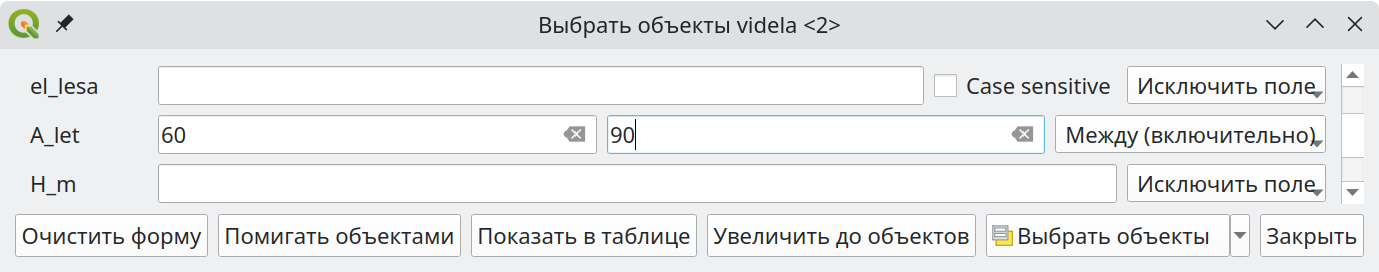 Выбрать объекты videla <2>
el_lesa Case sensitive Исключить поле
A_let 60 90 Между (включительно)
H_m Исключить поле
Очистить форму Помигать объектами Показать в таблице Увеличить до объектов Выбрать объекты Закрыть